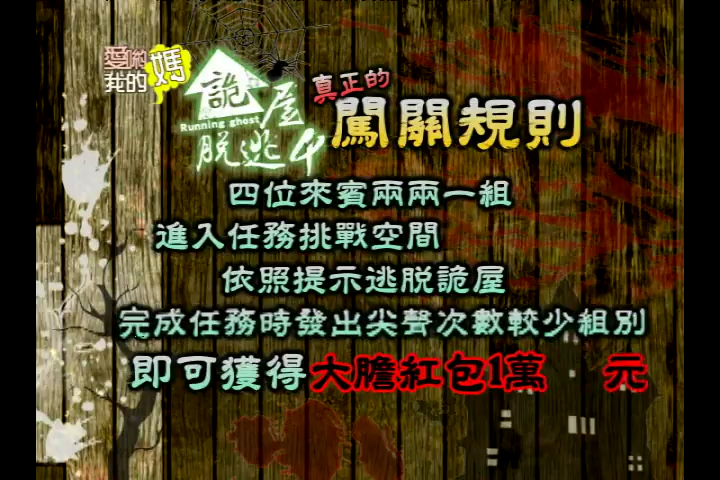 愛喲我的媽
詭屋脫逃4
Running ghost
真正的
闖關規則
四位來賓兩兩一組
進入任務挑戰空間
依照提示逃脫詭屋
完成任務時發出尖聲次數較少組別
即可獲得大膽紅包1萬 元